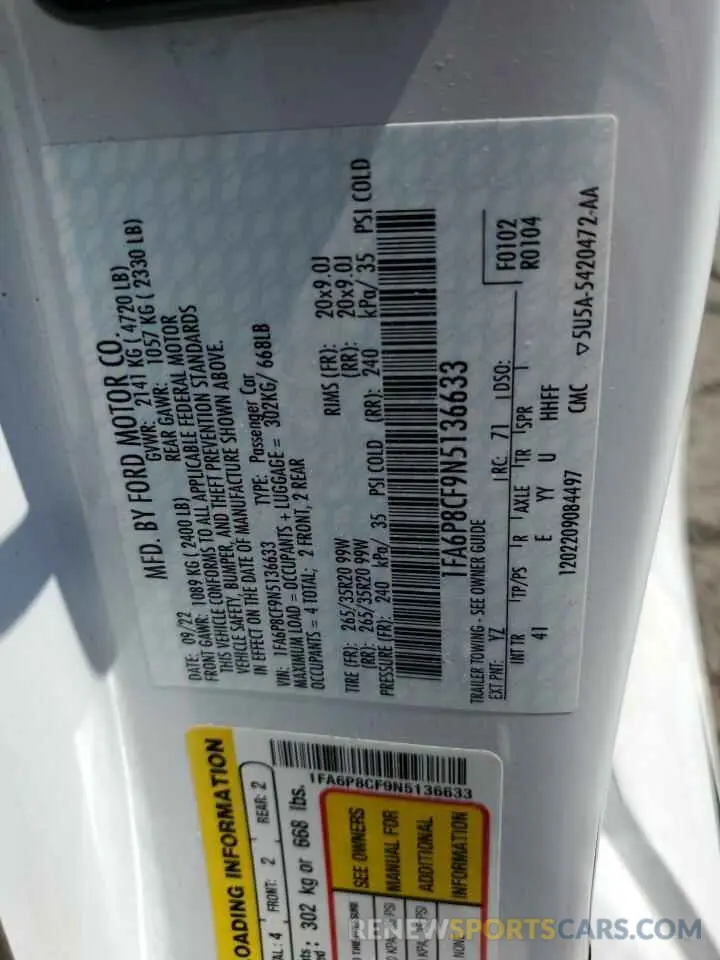 MFD. BY FORD MOTOR CO.
DATE: 09/22 GVWR: 2141 KG ( 4720 LB)
FRONT GAWR: 1089 KG ( 2400 LB) REAR GAWR: 1057 KG ( 2330 LB)
THIS VEHICLE CONFORMS TO ALL APPLICABLE FEDERAL MOTOR
VEHICLE SAFETY, BUMPER, AND THEFT PREVENTION STANDARDS
IN EFFECT ON THE DATE OF MANUFACTURE SHOWN ABOVE.
VIN: 1FA6P8CF9N5136633 TYPE: Passenger Car
MAXIMUM LOAD = OCCUPANTS + LUGGAGE = 302KG/ 668LB
OCCUPANTS = 4 TOTAL; 2 FRONT, 2 REAR
TIRE (FR): 265/35R20 99W RIMS (FR): 20x9.0J
(RR): 265/35R20 99W (RR): 20x9.0J
PRESSURE (FR): 240 kPa/ 35 PSI COLD (RR): 240 kPa/ 35 PSI COLD
1FA6P8CF9N5136633
TRAILER TOWING - SEE OWNER GUIDE
EXT PNT: YZ RC: 71 DSO:
INT TR TP/PS R AXLE TR SPR
41 E YY U HHFF
F0102
R0104
1202209084497 CMC
▽5U5A-5420472-AA
OADING INFORMATION
AL: 4 FRONT: 2 REAR: 2
: 302 kg or 668 lbs.
1FA6P8CF9N5136633
SEE OWNERS
MANUAL FOR
ADDITIONAL
INFORMATION
RENEWSPORTSCARS.COM